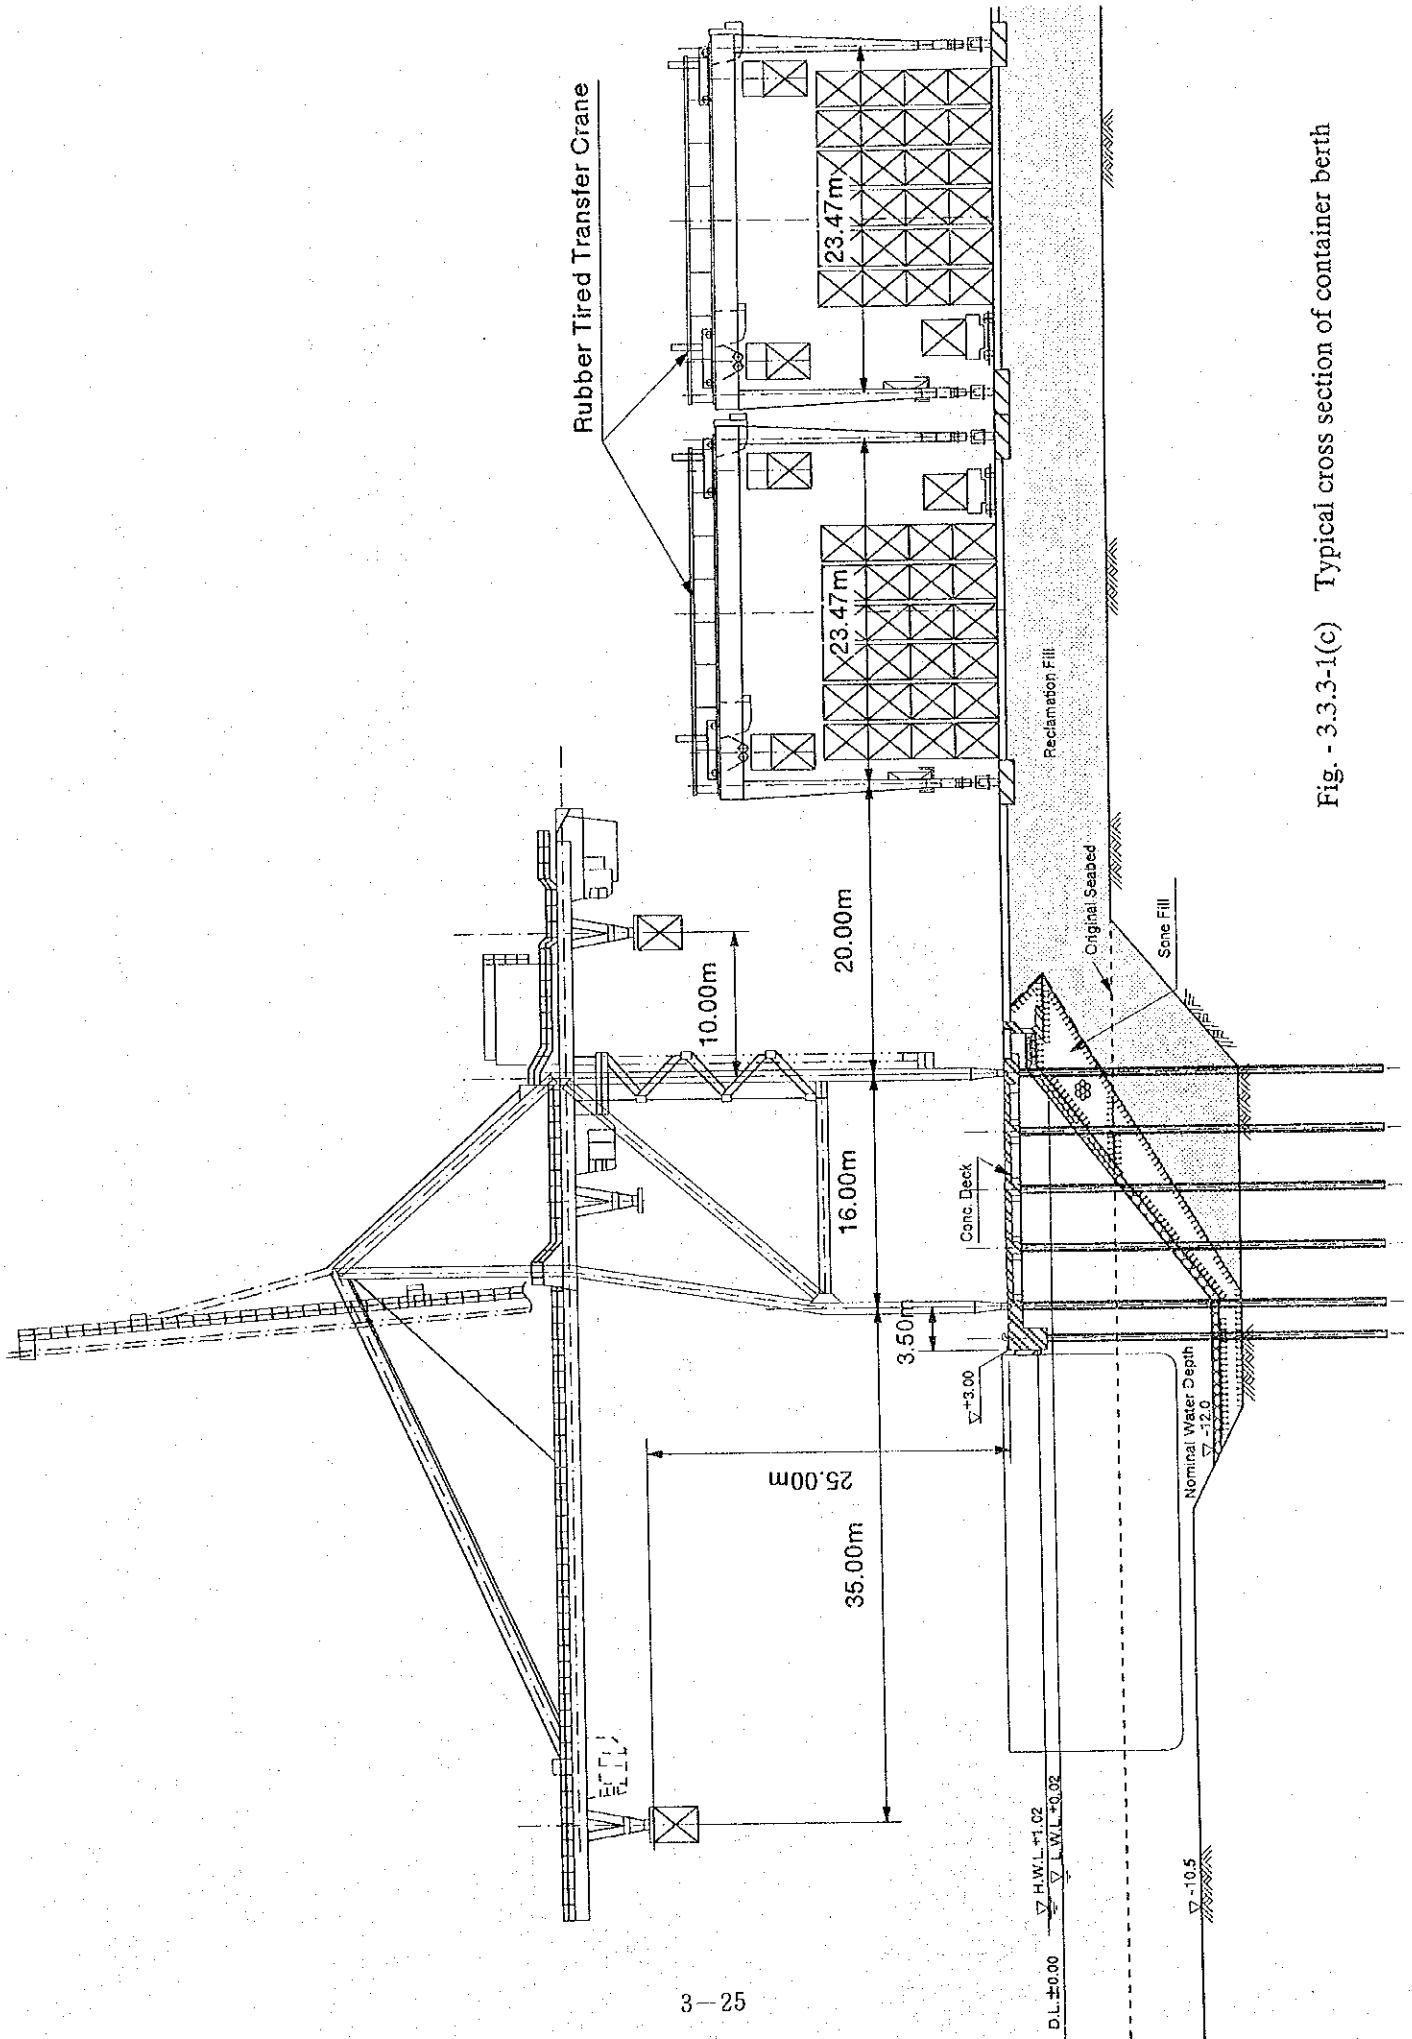 Rubber Tired Transfer Crane
23.47m
23.47m
10.00m
20.00m
16.00m
3.50m
25.00m
35.00m
Conc. Deck
▽+3.00
Reclamation Fill
Original Seabed
Sone Fill
Nominal Water Depth
▽ -12.0
▽ H.W.L +1.02
▽ L.W.L +0.02
D.L.±0.00
▽-10.5
Fig. - 3.3.3-1(c) Typical cross section of container berth
3-25